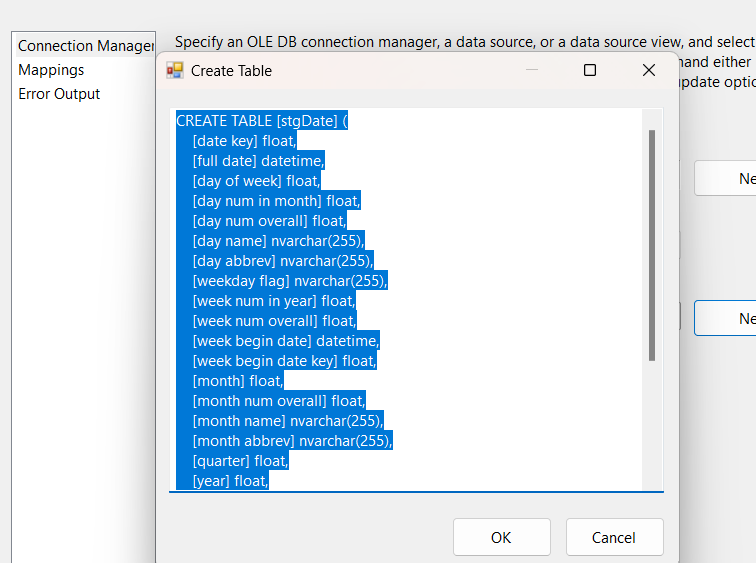 Connection Manager
Mappings
Error Output
Specify an OLE DB connection manager, a data source, or a data source view, and select
mand either
update optio
Create Table
CREATE TABLE [stgDate] (
[date key] float,
[full date] datetime,
[day of week] float,
[day num in month] float,
[day num overall] float,
[day name] nvarchar(255),
[day abbrev] nvarchar(255),
[weekday flag] nvarchar(255),
[week num in year] float,
[week num overall] float,
[week begin date] datetime,
[week begin date key] float,
[month] float,
[month num overall] float,
[month name] nvarchar(255),
[month abbrev] nvarchar(255),
[quarter] float,
[year] float,
Ne
Ne
OK
Cancel